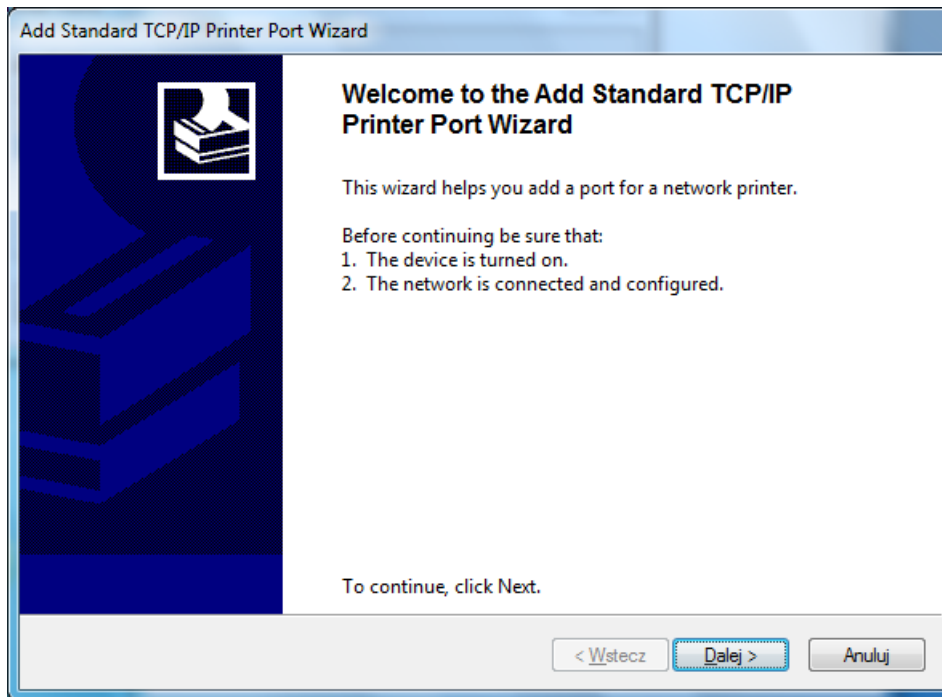 Add Standard TCP/IP Printer Port Wizard
Welcome to the Add Standard TCP/IP
Printer Port Wizard
This wizard helps you add a port for a network printer.
Before continuing be sure that:
1. The device is turned on.
2. The network is connected and configured.
To continue, click Next.
< Wstecz
Dalej >
Anuluj